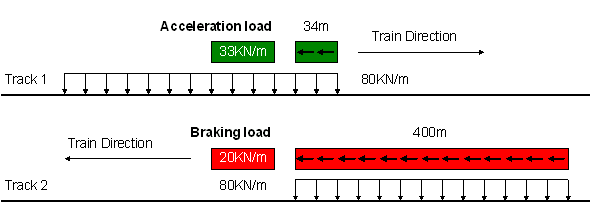 Acceleration load 34m
33KN/m Train Direction
Track 1 80KN/m
Braking load 400m
Train Direction 20KN/m
Track 2 80KN/m